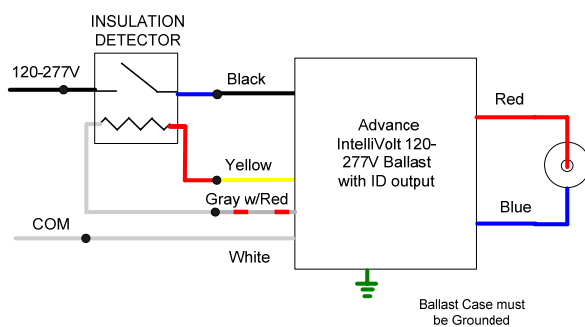 INSULATION
DETECTOR
120-277V
Black
Red
Advance
IntelliVolt 120-
277V Ballast
with ID output
Yellow
Gray w/Red
Blue
COM
White
Ballast Case must
be Grounded